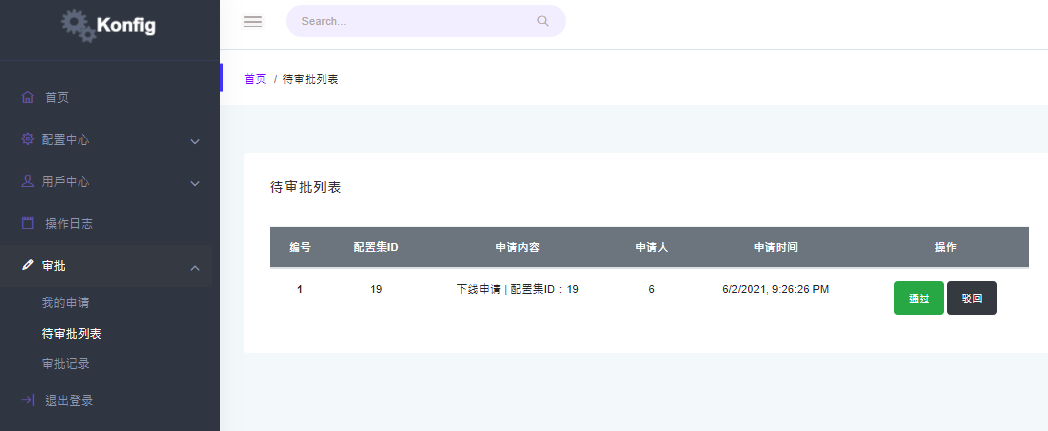 Konfig
Search...
首页 / 待审批列表
首页
配置中心
用戶中心
操作日志
审批
我的申请
待审批列表
审批记录
退出登录
待审批列表
编号 配置集ID 申请内容 申请人 申请时间 操作
1 19 下线申请 | 配置集ID：19 6 6/2/2021, 9:26:26 PM 通过 驳回